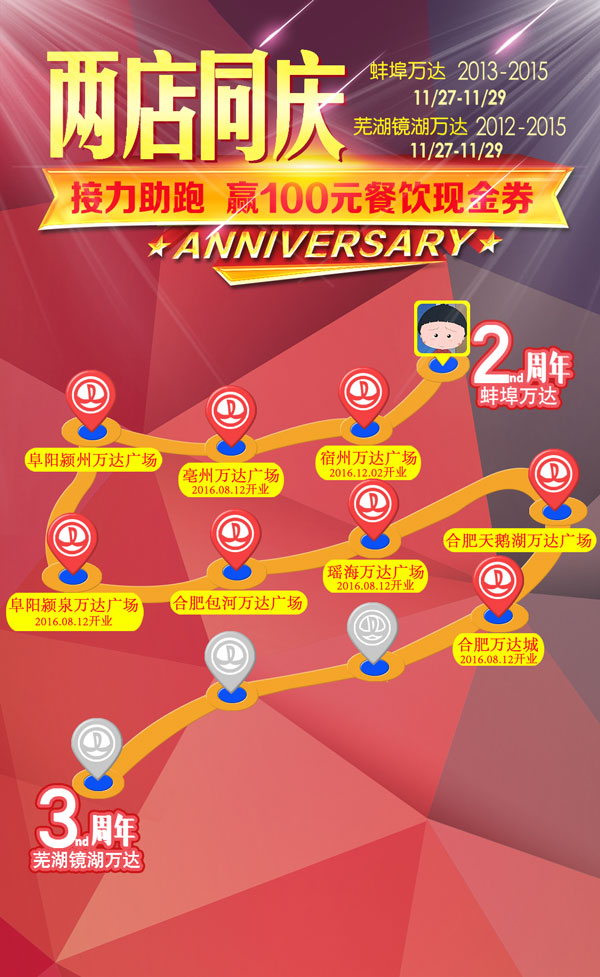 两店同庆
蚌埠万达 2013-2015
11/27-11/29
芜湖镜湖万达 2012-2015
11/27-11/29
接力助跑 赢100元餐饮现金券
ANNIVERSARY
2nd周年
蚌埠万达
阜阳颍州万达广场
亳州万达广场
2016.08.12开业
宿州万达广场
2016.12.02开业
合肥天鹅湖万达广场
瑶海万达广场
2016.08.12开业
合肥包河万达广场
阜阳颍泉万达广场
2016.08.12开业
合肥万达城
2016.08.12开业
3nd周年
芜湖镜湖万达